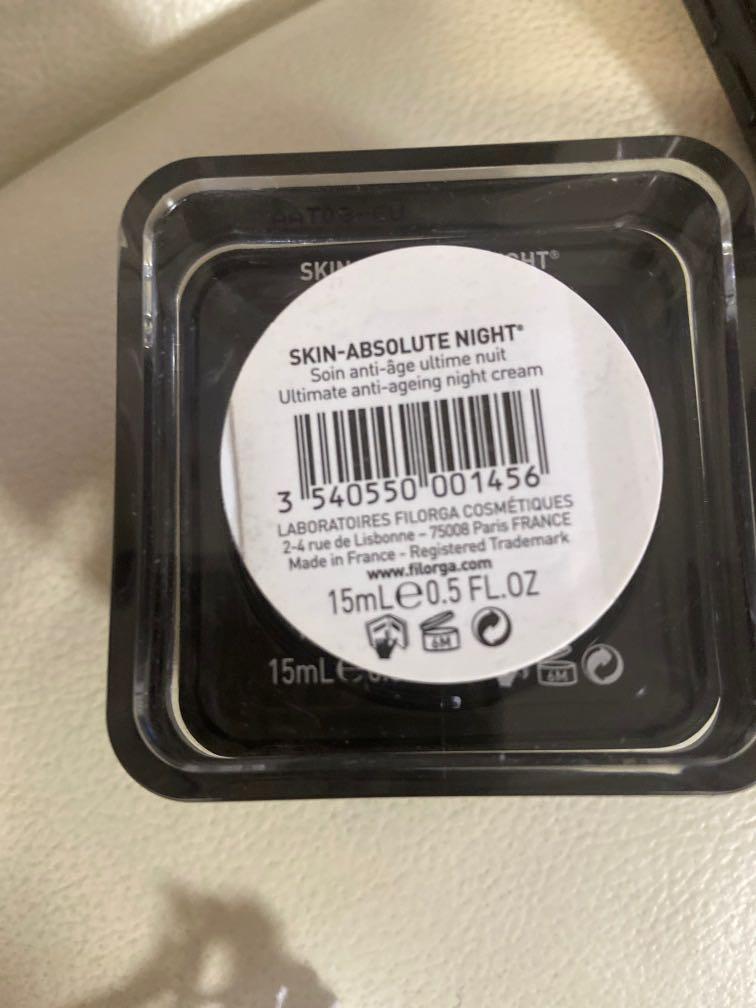 SKIN HT®
SKIN-ABSOLUTE NIGHT®
Soin anti-âge ultime nuit
Ultimate anti-ageing night cream
3 540550 001456
LABORATOIRES FILORGA COSMÉTIQUES
2-4 rue de Lisbonne – 75008 Paris FRANCE
Made in France - Registered Trademark
www.filorga.com
15mL℮0.5 FL.OZ
6M
15mL℮
6M